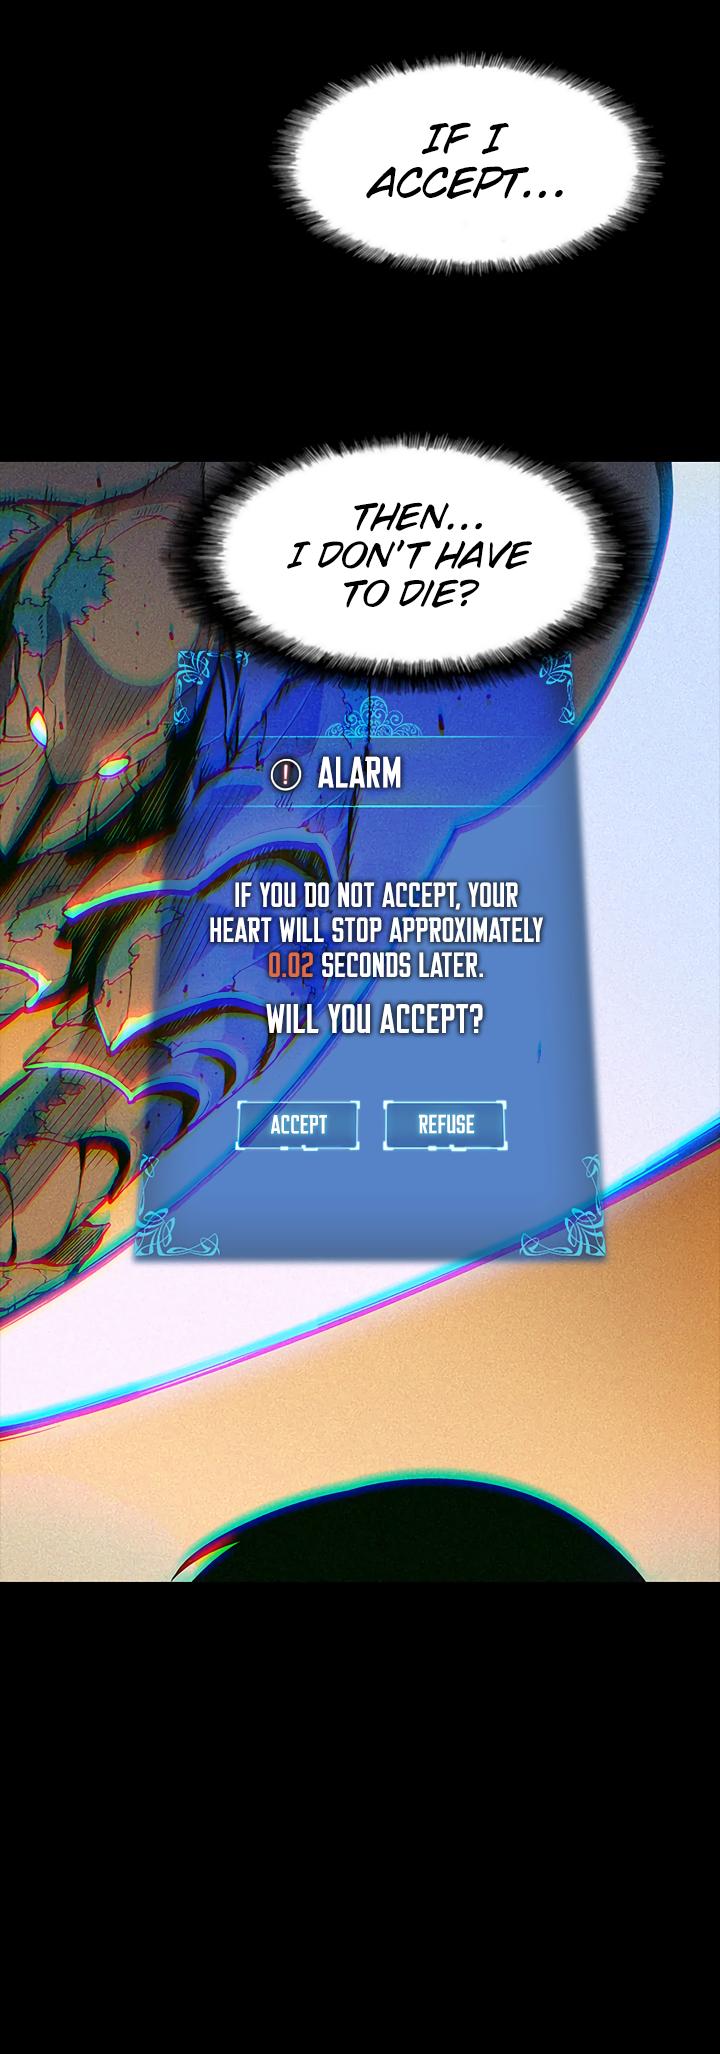 IF I
ACCEPT...
THEN...
I DON'T HAVE
TO DIE?
! ALARM
IF YOU DO NOT ACCEPT, YOUR
HEART WILL STOP APPROXIMATELY
0.02 SECONDS LATER.
WILL YOU ACCEPT?
ACCEPT REFUSE